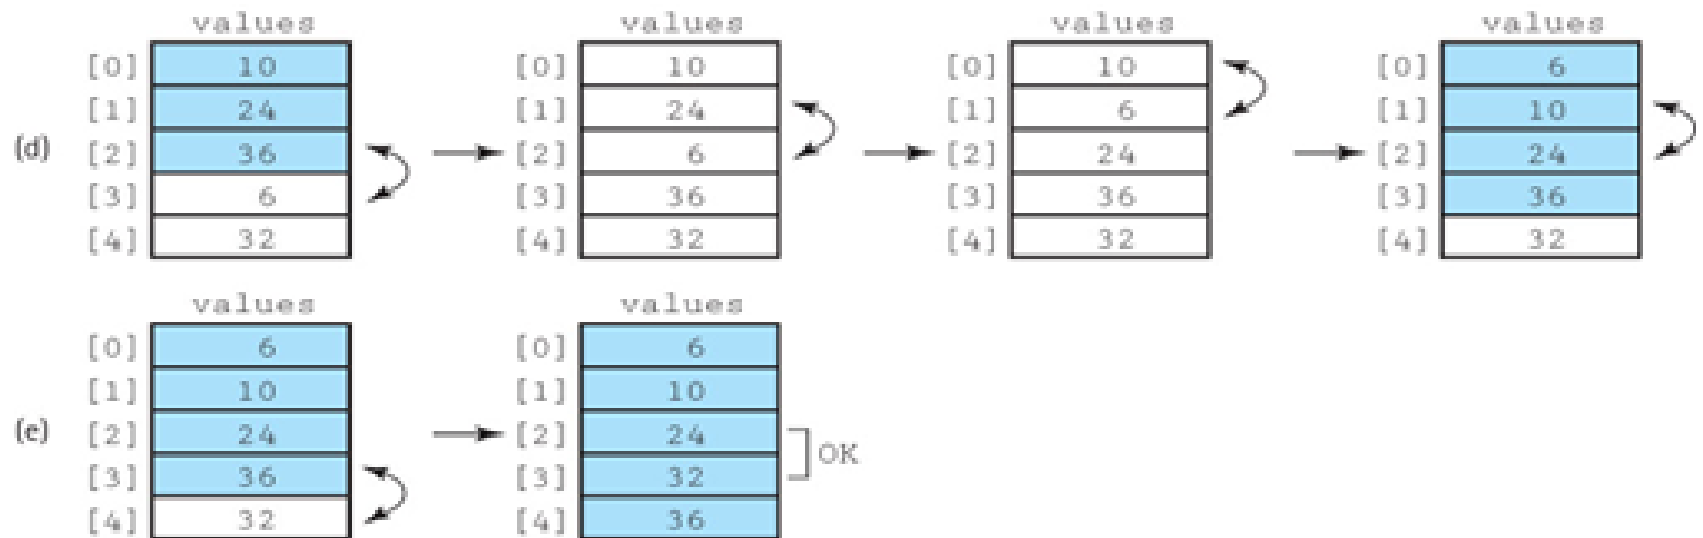 values values values values
[0] 10 [0] 10 [0] 10 [0] 6
[1] 24 [1] 24 [1] 6 [1] 10
(d) [2] 36 [2] 6 [2] 24 [2] 24
[3] 6 [3] 36 [3] 36 [3] 36
[4] 32 [4] 32 [4] 32 [4] 32
values values
[0] 6 [0] 6
[1] 10 [1] 10
(e) [2] 24 [2] 24
OK
[3] 36 [3] 32
[4] 32 [4] 36